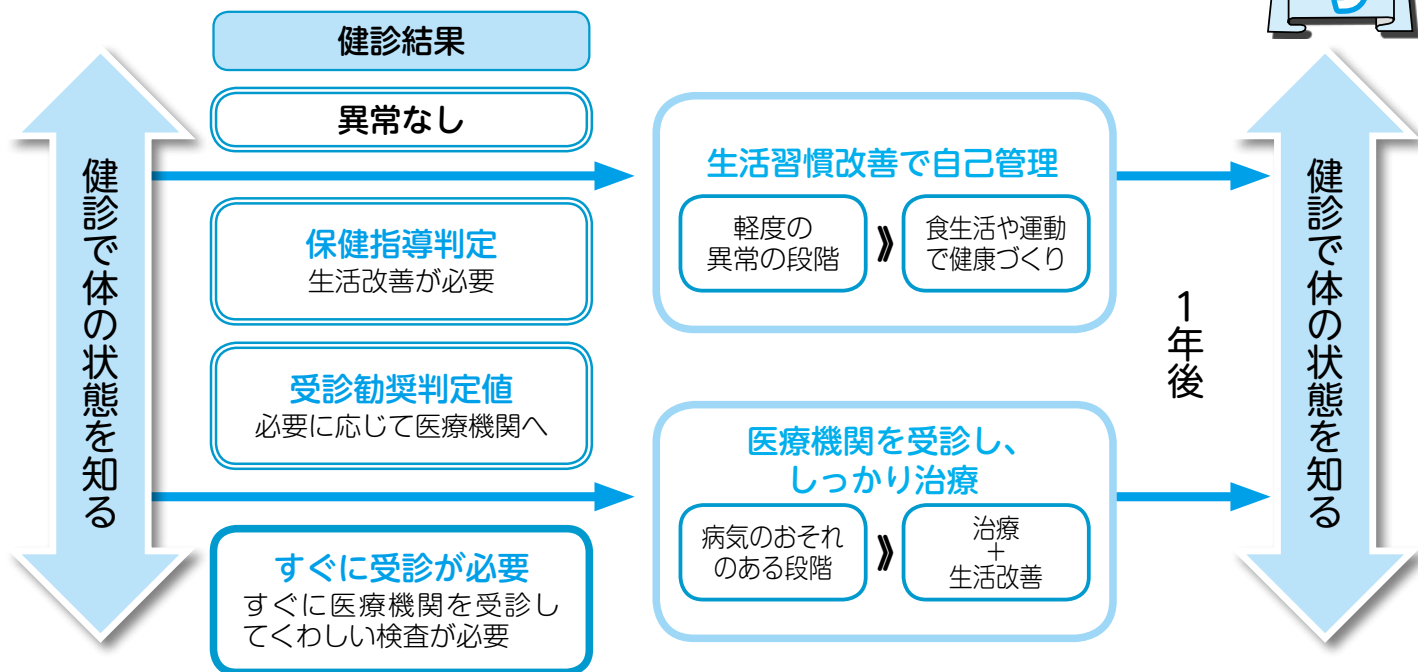 健診で体の状態を知る
健診結果
異常なし
保健指導判定
生活改善が必要
受診勧奨判定値
必要に応じて医療機関へ
すぐに受診が必要
すぐに医療機関を受診し
てくわしい検査が必要
生活習慣改善で自己管理
軽度の
異常の段階
》
食生活や運動
で健康づくり
医療機関を受診し、
しっかり治療
病気のおそれ
のある段階
》
治療
+
生活改善
1年後
健診で体の状態を知る